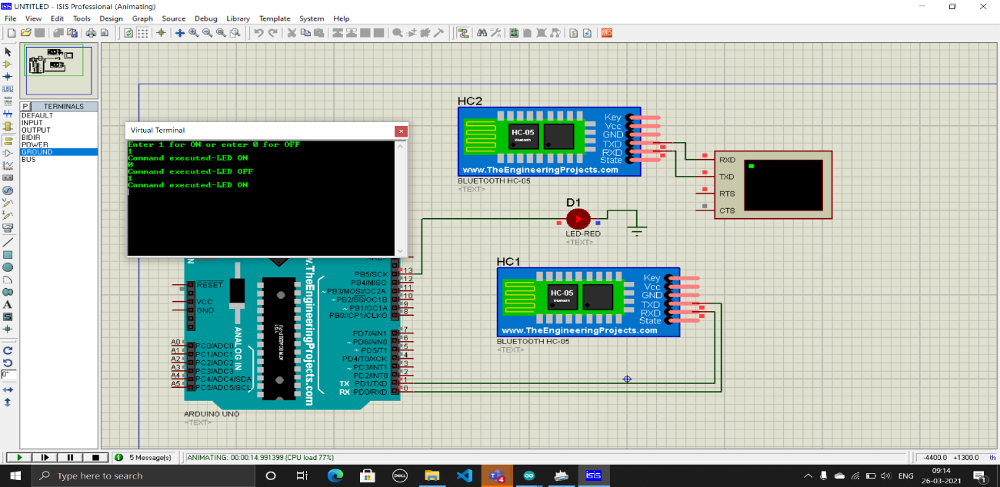 UNTITLED - ISIS Professional (Animating)
File View Edit Tools Design Graph Source Debug Library Template System Help
P TERMINALS
DEFAULT
INPUT
OUTPUT
BIDIR
POWER
GROUND
BUS
Virtual Terminal
Enter 1 for ON or enter 0 for OFF
1
Command executed-LED ON
0
Command executed-LED OFF
1
Command executed-LED ON
HC2
HC-05
Bluetooth
Key
Vcc
GND
TXD
RXD
State
www.TheEngineeringProjects.com
BLUETOOTH HC-05
<TEXT>
RXD
TXD
RTS
CTS
D1
LED-RED
<TEXT>
HC1
HC-05
Bluetooth
Key
Vcc
GND
TXD
RXD
State
www.TheEngineeringProjects.com
BLUETOOTH HC-05
<TEXT>
RESET
VCC
GND
ANALOG IN
A0 PC0/ADC0
A1 PC1/ADC1
A2 PC2/ADC2
A3 PC3/ADC3
A4 PC4/ADC4/SDA
A5 PC5/ADC5/SCL
w.TheEngineeringProjects.com
PB5/SCK 13
PB4/MISO 12
~PB3/MOSI/OC2A 11
~PB2/SS/OC1B 10
~PB1/OC1A 9
PB0/ICP1/CLKO 8
PD7/AIN1 7
~PD6/AIN0 6
~PD5/T1 5
PD4/T0/XCK 4
~PD3/INT1 3
PD2/INT0 2
TX PD1/TXD 1
RX PD0/RXD 0
ARDUINO UNO
<TEXT>
5 Message(s)
ANIMATING: 00:00:14.991399 (CPU load 77%)
-4400.0 +1300.0 th
Type here to search
DELL
isis
ENG
09:14
26-03-2021
1